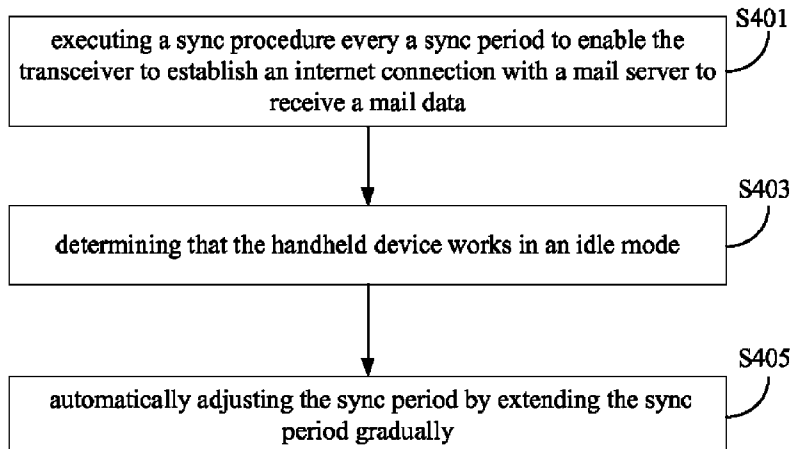 S401
executing a sync procedure every a sync period to enable the
transceiver to establish an internet connection with a mail server to
receive a mail data
S403
determining that the handheld device works in an idle mode
S405
automatically adjusting the sync period by extending the sync
period gradually